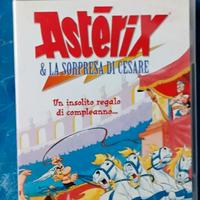 Astérix
& LA SORPRESA DI CESARE
Un insolito regalo
di compleanno...